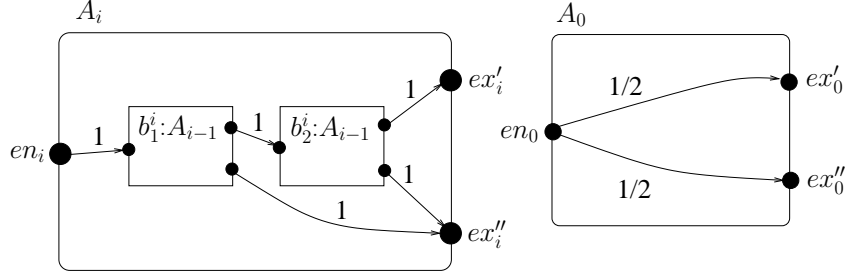 A_i
A_0
1
ex'_i
1/2
ex'_0
b^i_1:A_{i-1}
1
b^i_2:A_{i-1}
en_i
1
en_0
1
1
1/2
ex''_0
ex''_i